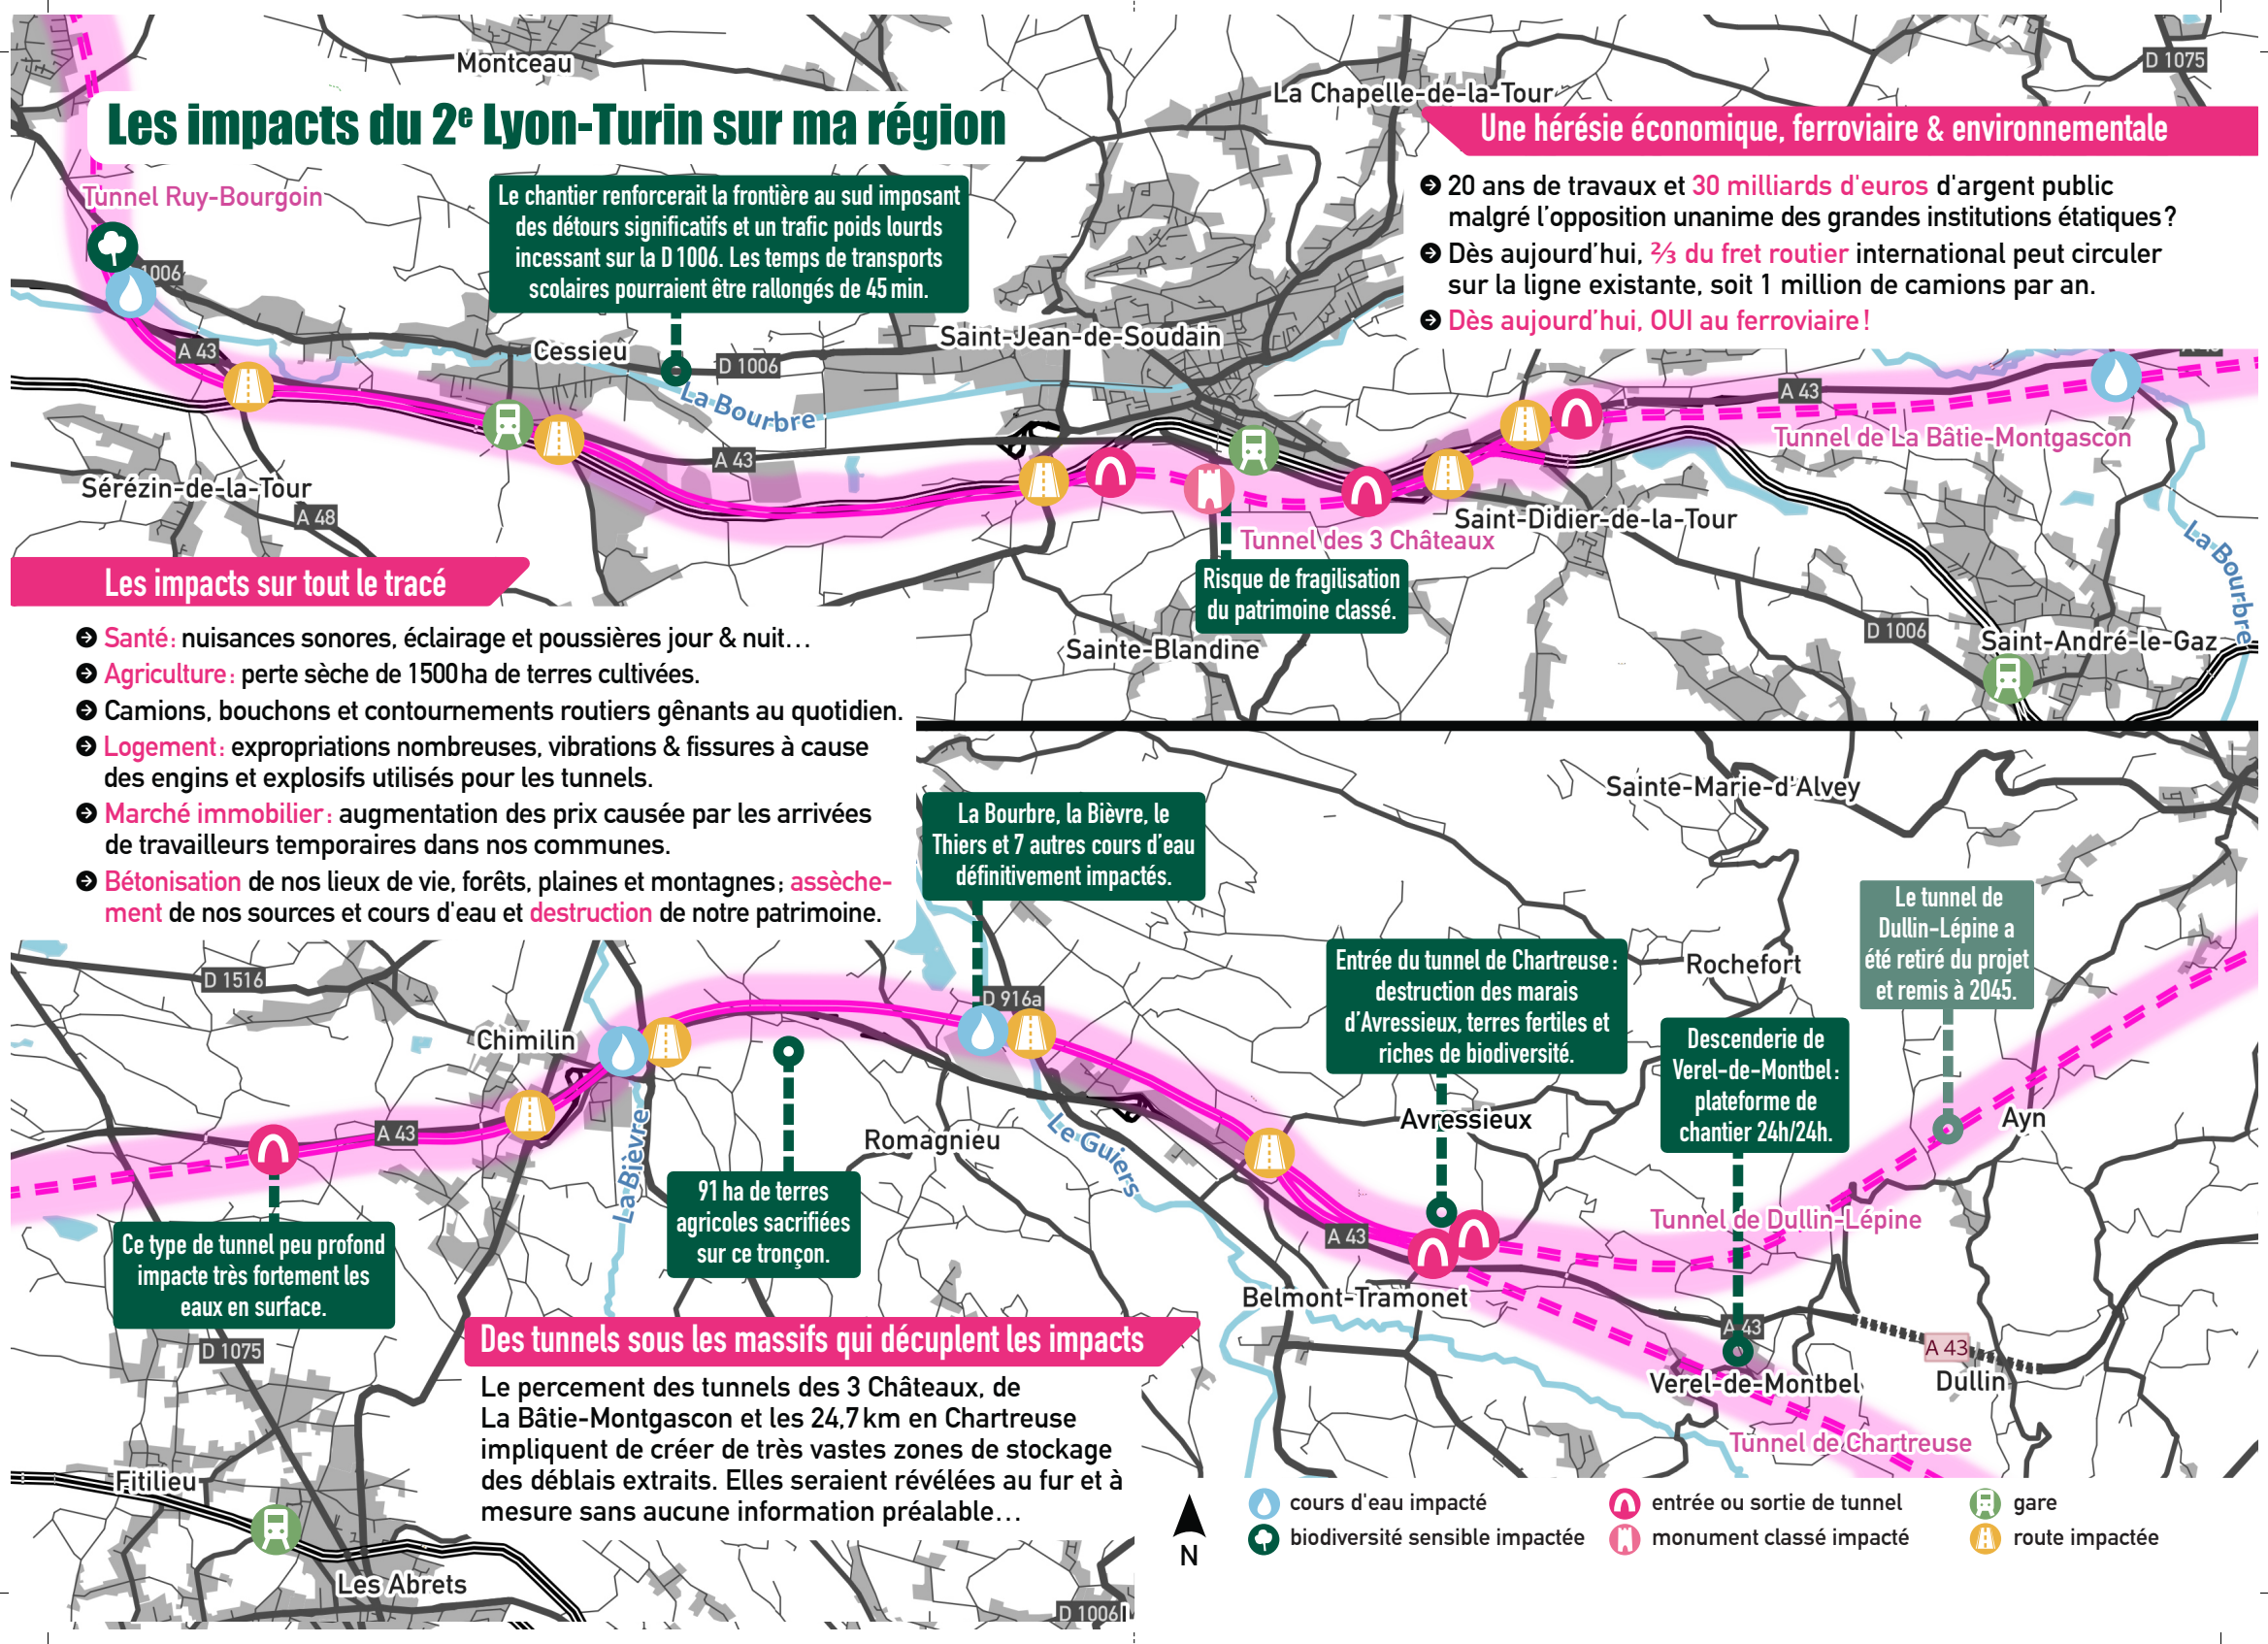 Montceau
D 1075
La Chapelle-de-la-Tour
Les impacts du 2e Lyon-Turin sur ma région
Une hérésie économique, ferroviaire & environnementale
Tunnel Ruy-Bourgoin
Le chantier renforcerait la frontière au sud imposant
des détours significatifs et un trafic poids lourds
incessant sur la D 1006. Les temps de transports
scolaires pourraient être rallongés de 45 min.
20 ans de travaux et 30 milliards d'euros d'argent public
malgré l'opposition unanime des grandes institutions étatiques ?
Dès aujourd'hui, ⅔ du fret routier international peut circuler
sur la ligne existante, soit 1 million de camions par an.
Dès aujourd'hui, OUI au ferroviaire !
1006
A 43
Cessieu
D 1006
Saint-Jean-de-Soudain
La Bourbre
A 43
A 43
Tunnel de La Bâtie-Montgascon
Sérézin-de-la-Tour
A 48
Saint-Didier-de-la-Tour
Tunnel des 3 Châteaux
La Bourbre
Risque de fragilisation
du patrimoine classé.
Sainte-Blandine
D 1006
Saint-André-le-Gaz
Les impacts sur tout le tracé
Santé : nuisances sonores, éclairage et poussières jour & nuit…
Agriculture : perte sèche de 1500 ha de terres cultivées.
Camions, bouchons et contournements routiers gênants au quotidien.
Logement : expropriations nombreuses, vibrations & fissures à cause
des engins et explosifs utilisés pour les tunnels.
Marché immobilier : augmentation des prix causée par les arrivées
de travailleurs temporaires dans nos communes.
Bétonisation de nos lieux de vie, forêts, plaines et montagnes ; assèche-
ment de nos sources et cours d'eau et destruction de notre patrimoine.
Sainte-Marie-d'Alvey
La Bourbre, la Bièvre, le
Thiers et 7 autres cours d'eau
définitivement impactés.
Le tunnel de
Dullin-Lépine a
été retiré du projet
et remis à 2045.
Entrée du tunnel de Chartreuse :
destruction des marais
d'Avressieux, terres fertiles et
riches de biodiversité.
Rochefort
D 1516
D 916a
Chimilin
Descenderie de
Verel-de-Montbel :
plateforme de
chantier 24h/24h.
Avressieux
Ayn
A 43
Romagnieu
Le Guiers
La Bièvre
91 ha de terres
agricoles sacrifiées
sur ce tronçon.
Ce type de tunnel peu profond
impacte très fortement les
eaux en surface.
A 43
Tunnel de Dullin-Lépine
Belmont-Tramonet
A 43
A 43
Dullin
Verel-de-Montbel
Tunnel de Chartreuse
D 1075
Des tunnels sous les massifs qui décuplent les impacts
Le percement des tunnels des 3 Châteaux, de
La Bâtie-Montgascon et les 24,7 km en Chartreuse
impliquent de créer de très vastes zones de stockage
des déblais extraits. Elles seraient révélées au fur et à
mesure sans aucune information préalable…
Fitilieu
Les Abrets
D 1006
N
cours d'eau impacté
entrée ou sortie de tunnel
gare
biodiversité sensible impactée
monument classé impacté
route impactée